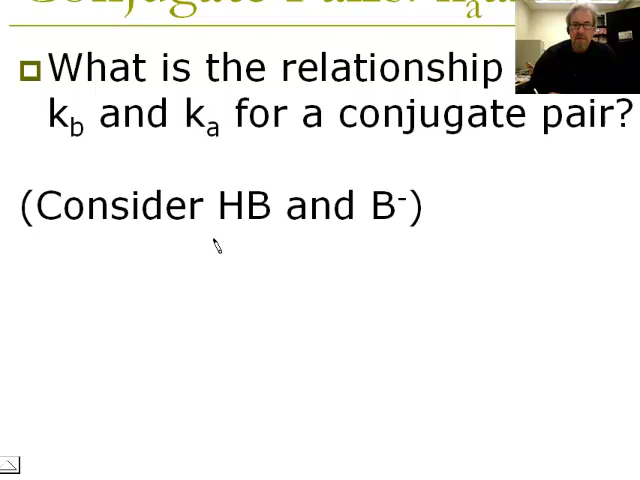 Conjugate Pairs: ka
What is the relationship
kb and ka for a conjugate pair?
(Consider HB and B-)